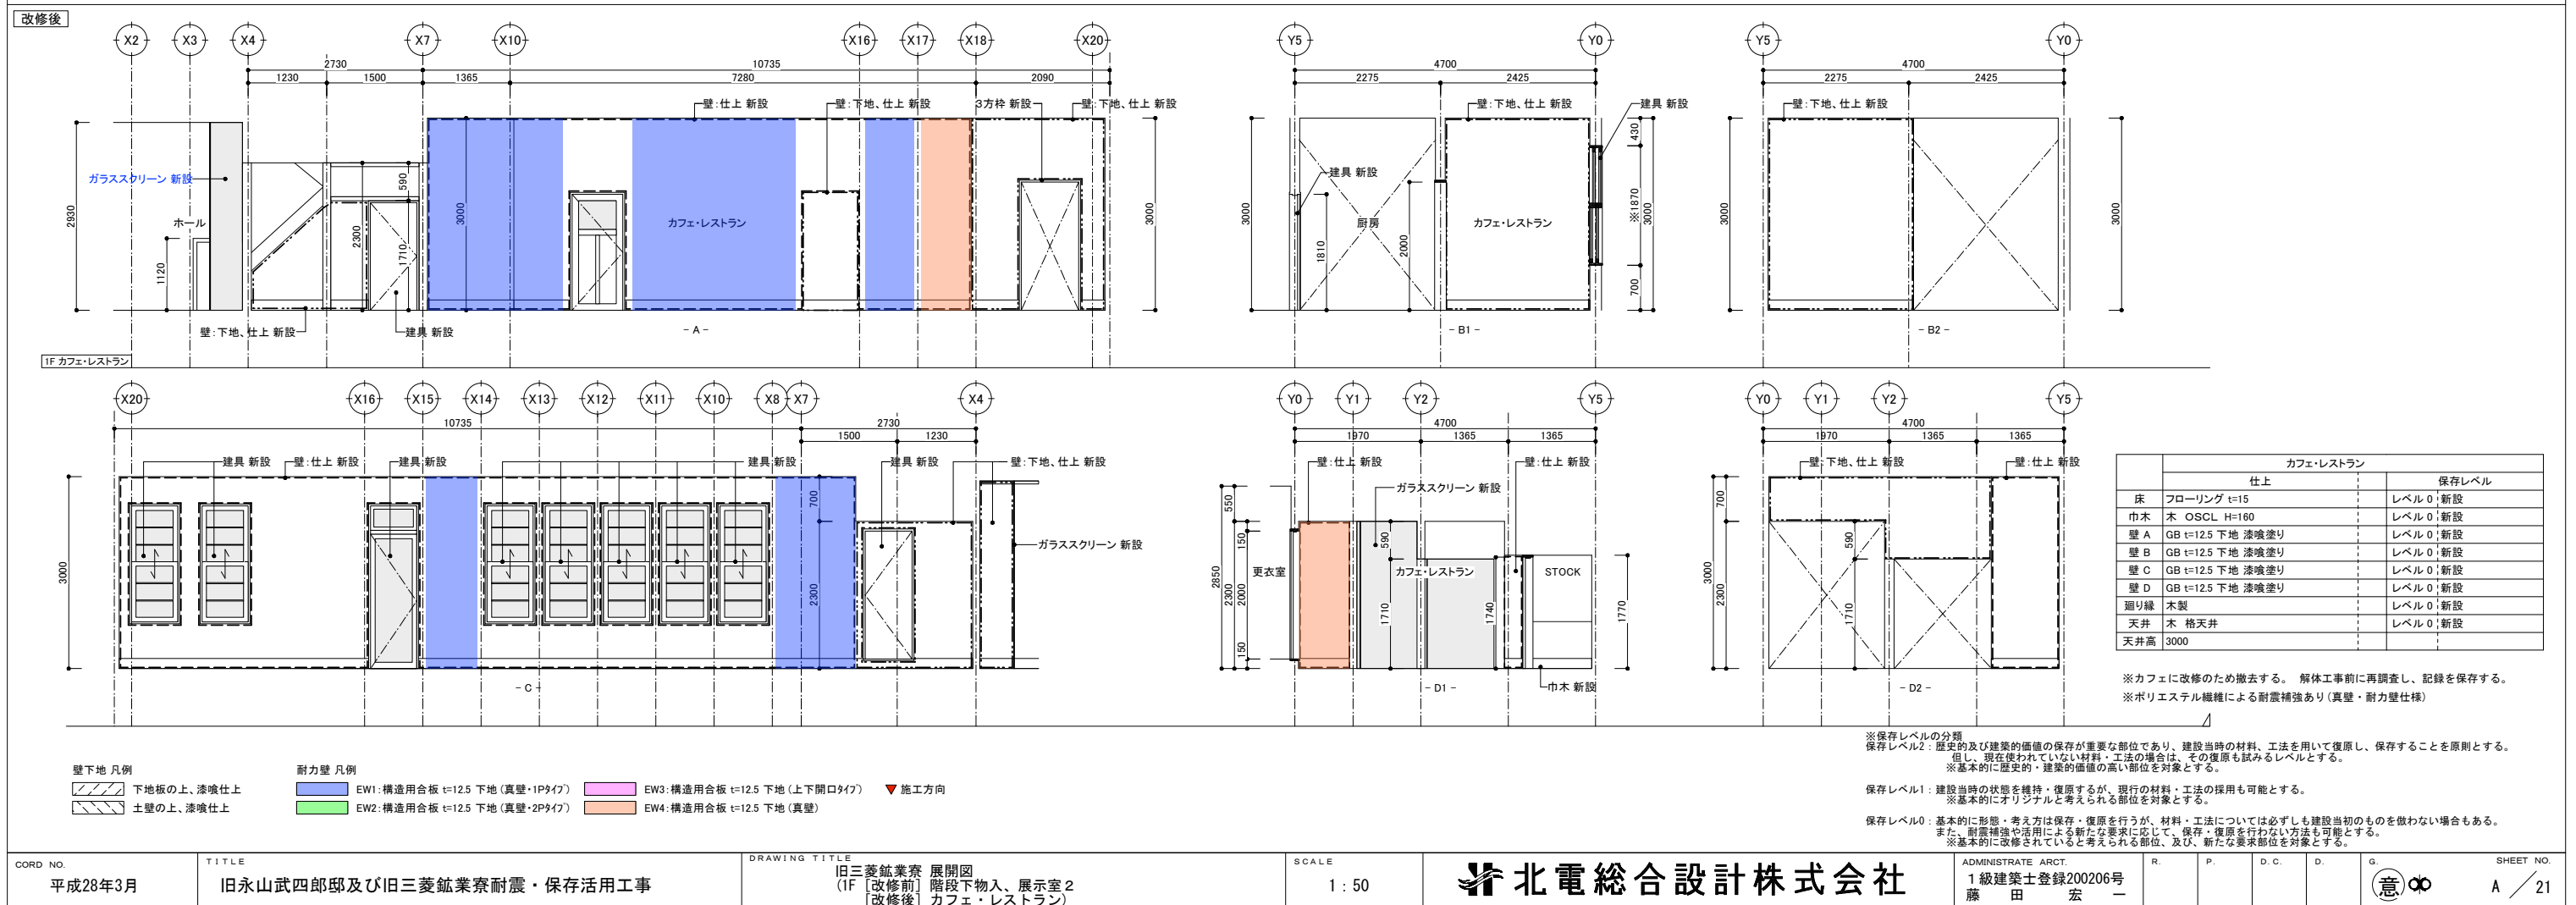 改修後
X2 X3 X4 X7 X10 X16 X17 X18 X20
2730 10735
1230 1500 1365 7280 2090
壁:仕上 新設
壁:下地、仕上 新設
3方枠 新設
壁:下地、仕上 新設
ガラススクリーン 新設
ホール
2930
1120
2300
590
1710
3000
カフェ・レストラン
3000
壁:下地、仕上 新設
建具 新設
- A -
Y5 Y0
4700
2275 2425
壁:下地、仕上 新設
建具 新設
建具 新設
3000
厨房
1810
2000
カフェ・レストラン
430
※1870
3000
700
- B1 -
Y5 Y0
4700
2275 2425
壁:下地、仕上 新設
3000
3000
- B2 -
1F カフェ・レストラン
X20 X16 X15 X14 X13 X12 X11 X10 X8 X7 X4
10735 2730
1500 1230
建具 新設
壁:仕上 新設
建具 新設
建具 新設
建具 新設
壁:下地、仕上 新設
3000
700
2300
ガラススクリーン 新設
- C -
Y0 Y1 Y2 Y5
4700
1970 1365 1365
壁:仕上 新設
壁:仕上 新設
ガラススクリーン 新設
550
2850
2300
150
2000
150
更衣室
590
1710
カフェ・レストラン
1740
STOCK
1770
巾木 新設
- D1 -
Y0 Y1 Y2 Y5
4700
1970 1365 1365
壁:下地、仕上 新設
壁:仕上 新設
3000
700
2300
590
1710
- D2 -
カフェ・レストラン
仕上 保存レベル
床 フローリング t=15 レベル 0 新設
巾木 木 OSCL H=160 レベル 0 新設
壁 A GB t=12.5 下地 漆喰塗り レベル 0 新設
壁 B GB t=12.5 下地 漆喰塗り レベル 0 新設
壁 C GB t=12.5 下地 漆喰塗り レベル 0 新設
壁 D GB t=12.5 下地 漆喰塗り レベル 0 新設
廻り縁 木製 レベル 0 新設
天井 木 格天井 レベル 0 新設
天井高 3000
※カフェに改修のため撤去する。 解体工事前に再調査し、記録を保存する。
※ポリエステル繊維による耐震補強あり(真壁・耐力壁仕様)
※保存レベルの分類
保存レベル2:歴史的及び建築的価値の保存が重要な部位であり、建設当時の材料、工法を用いて復原し、保存することを原則とする。
但し、現在使われていない材料・工法の場合は、その復原も試みるレベルとする。
※基本的に歴史的・建築的価値の高い部位を対象とする。
保存レベル1:建設当時の状態を維持・復原するが、現行の材料・工法の採用も可能とする。
※基本的にオリジナルと考えられる部位を対象とする。
保存レベル0:基本的に形態・考え方は保存・復原を行うが、材料・工法については必ずしも建設当初のものを倣わない場合もある。
また、耐震補強や活用による新たな要求に応じて、保存・復原を行わない方法も可能とする。
※基本的に改修されていると考えられる部位、及び、新たな要求部位を対象とする。
壁下地 凡例
下地板の上、漆喰仕上
土壁の上、漆喰仕上
耐力壁 凡例
EW1:構造用合板 t=12.5 下地(真壁・1Pタイプ)
EW2:構造用合板 t=12.5 下地(真壁・2Pタイプ)
EW3:構造用合板 t=12.5 下地(上下開口タイプ)
EW4:構造用合板 t=12.5 下地(真壁)
▼ 施工方向
CORD NO.
平成28年3月
TITLE
旧永山武四郎邸及び旧三菱鉱業寮耐震・保存活用工事
DRAWING TITLE
旧三菱鉱業寮 展開図
(1F [改修前] 階段下物入、展示室2
[改修後] カフェ・レストラン)
SCALE
1:50
北電総合設計株式会社
ADMINISTRATE ARCT.
1級建築士登録200206号
藤田 宏一
R. P. D.C. D. G.
意
SHEET NO.
A / 21